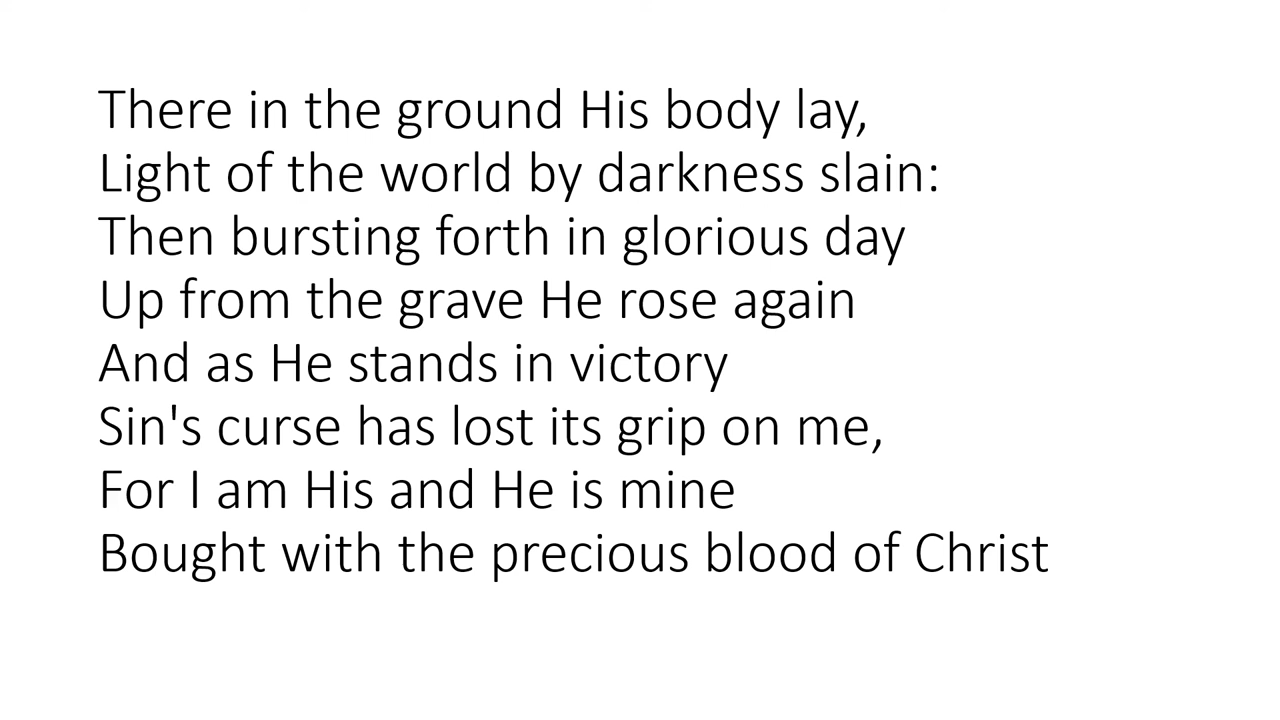 There in the ground His body lay,
Light of the world by darkness slain:
Then bursting forth in glorious day
Up from the grave He rose again
And as He stands in victory
Sin's curse has lost its grip on me,
For I am His and He is mine
Bought with the precious blood of Christ